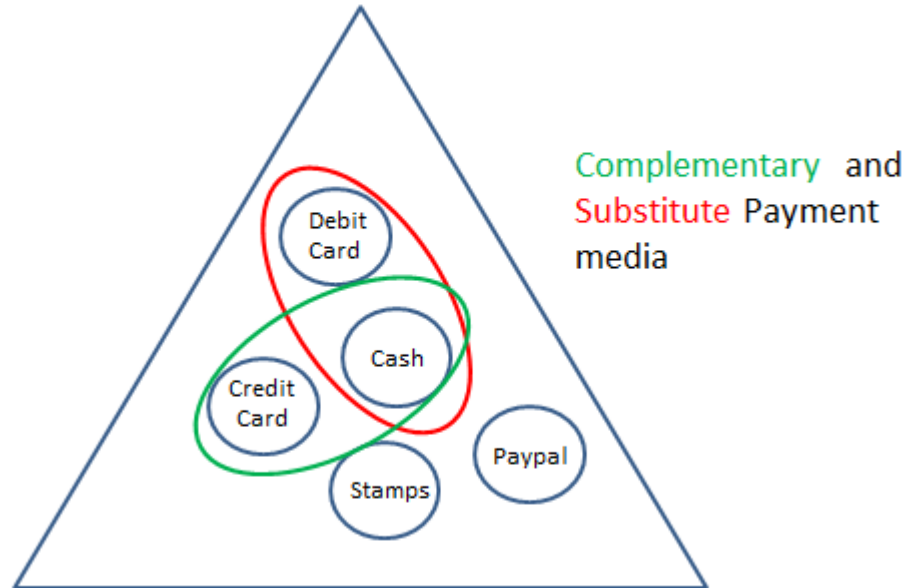 Complementary and
Substitute Payment
media
Debit
Card
Cash
Credit
Card
Paypal
Stamps